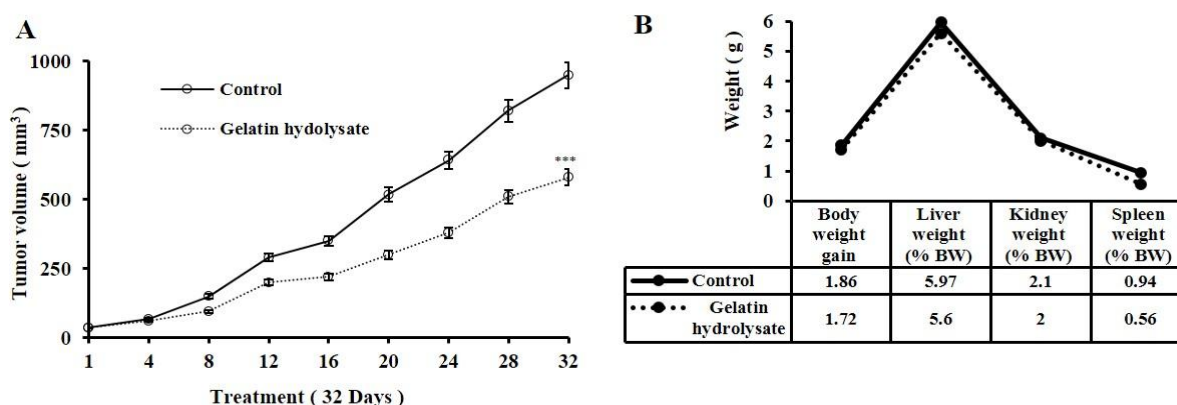 A
1000
750
500
250
0
Tumor volume ( mm³ )
Control
Gelatin hydolysate
***
1 4 8 12 16 20 24 28 32
Treatment ( 32 Days )
B
6
5
4
3
2
1
0
Weight ( g )
Body weight gain
Liver weight (% BW)
Kidney weight (% BW)
Spleen weight (% BW)
Control 1.86 5.97 2.1 0.94
Gelatin hydrolysate 1.72 5.6 2 0.56